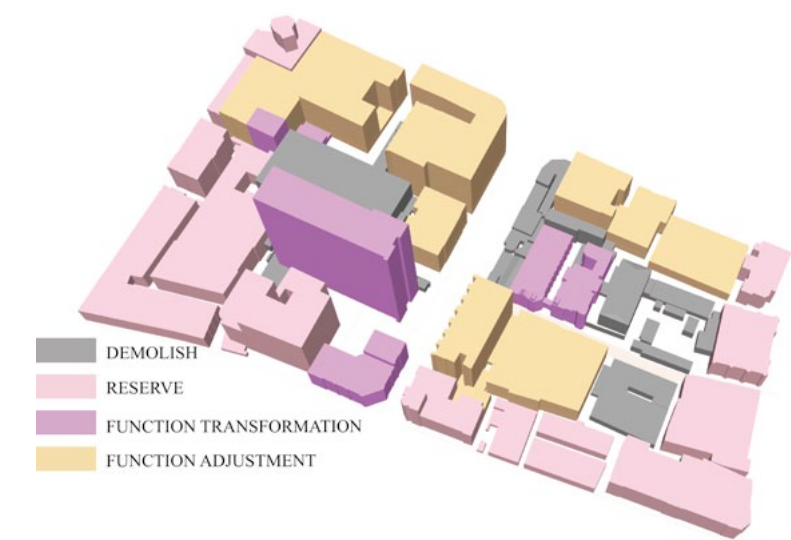 DEMOLISH
RESERVE
FUNCTION TRANSFORMATION
FUNCTION ADJUSTMENT